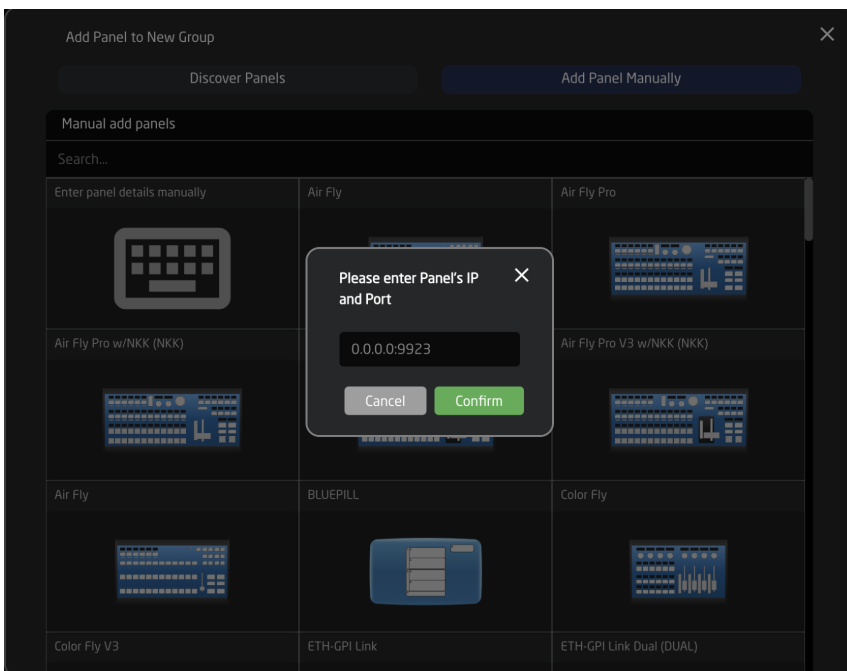 Add Panel to New Group
Discover Panels
Add Panel Manually
Manual add panels
Search...
Enter panel details manually
Air Fly
Air Fly Pro
Please enter Panel's IP
and Port
0.0.0.0:9923
Cancel
Confirm
Air Fly Pro w/NKK (NKK)
Air Fly Pro V3 w/NKK (NKK)
Air Fly
BLUEPILL
Color Fly
Color Fly V3
ETH-GPI Link
ETH-GPI Link Dual (DUAL)